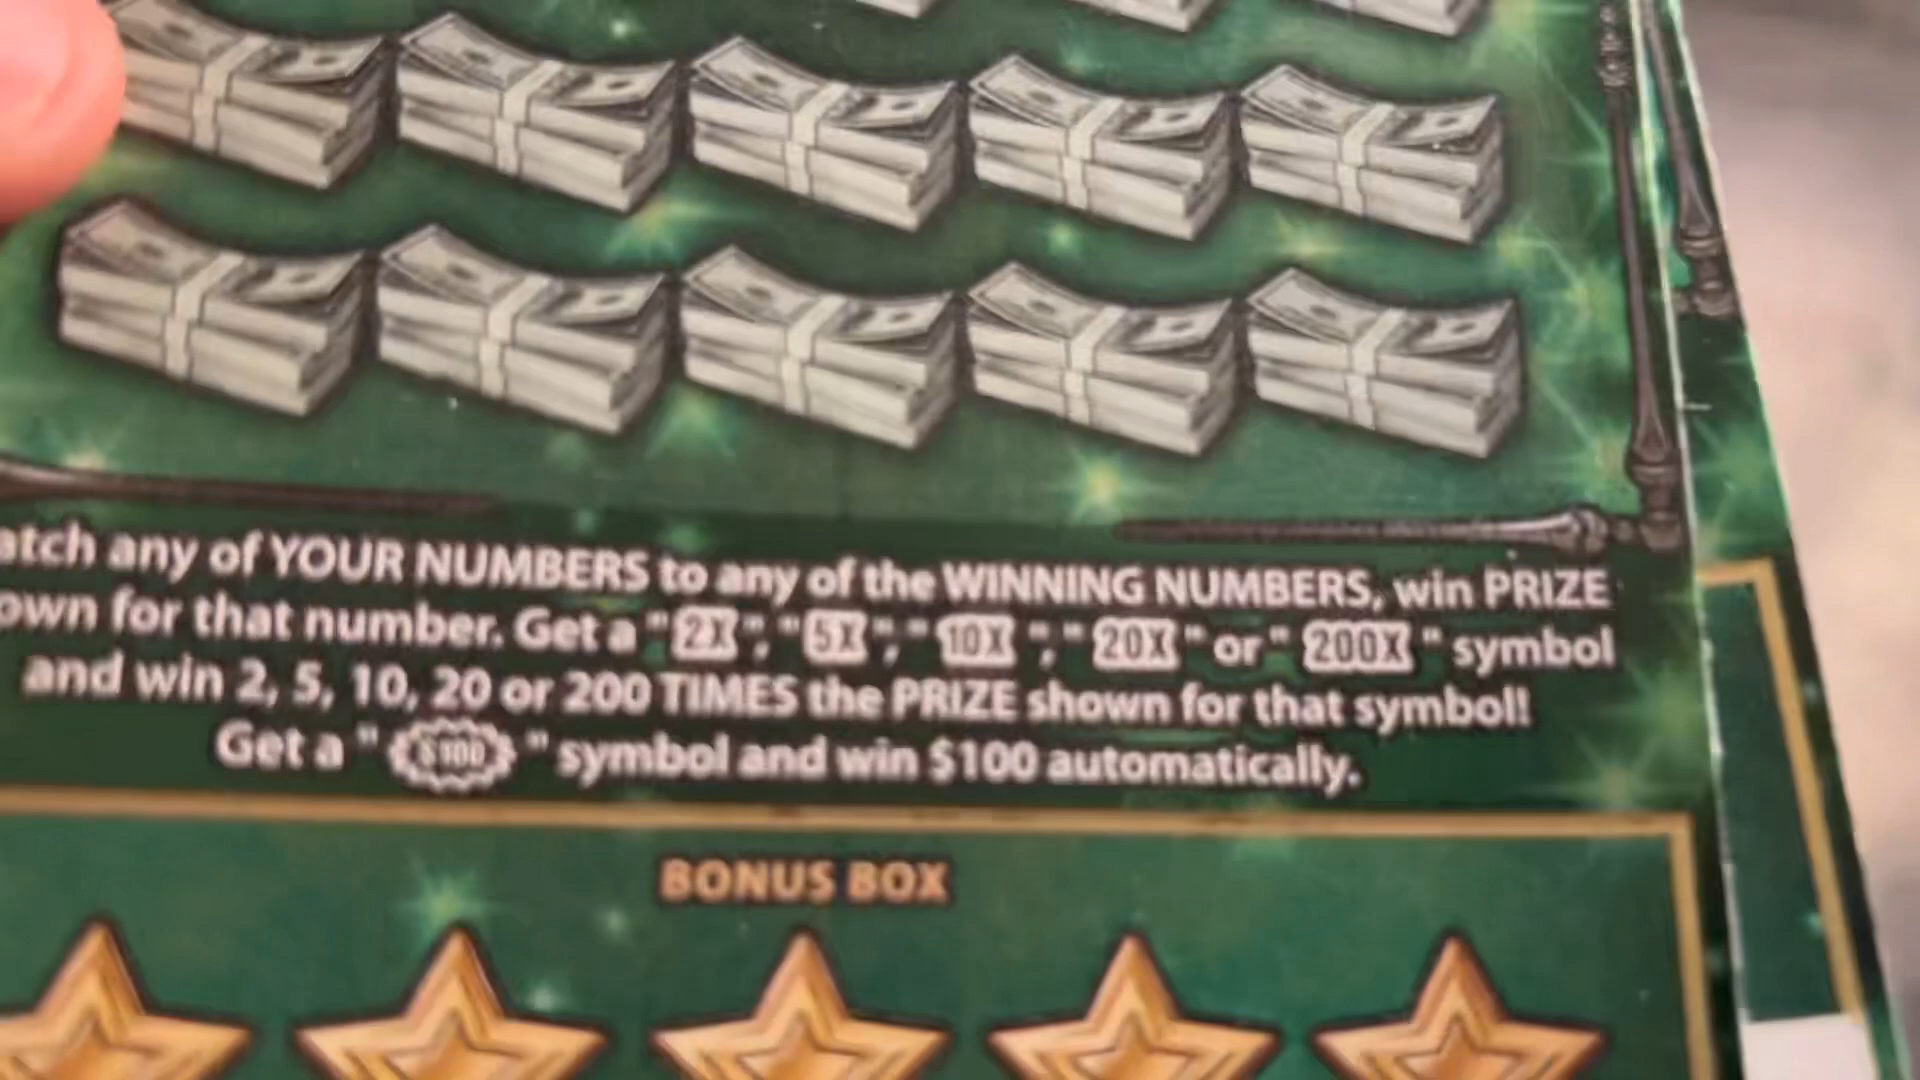 atch any of YOUR NUMBERS to any of the WINNING NUMBERS, win PRIZE
own for that number. Get a "2X", "5X", "10X", "20X" or "200X" symbol
and win 2, 5, 10, 20 or 200 TIMES the PRIZE shown for that symbol!
Get a "$100" symbol and win $100 automatically.
BONUS BOX